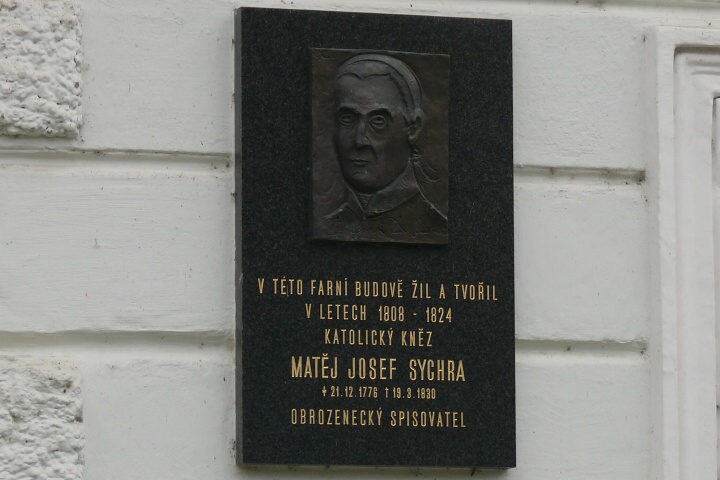 V TÉTO FARNÍ BUDOVĚ ŽIL A TVOŘIL
V LETECH 1808 - 1824
KATOLICKÝ KNĚZ
MATĚJ JOSEF SYCHRA
* 21.12.1776 † 19.3.1830
OBROZENECKÝ SPISOVATEL